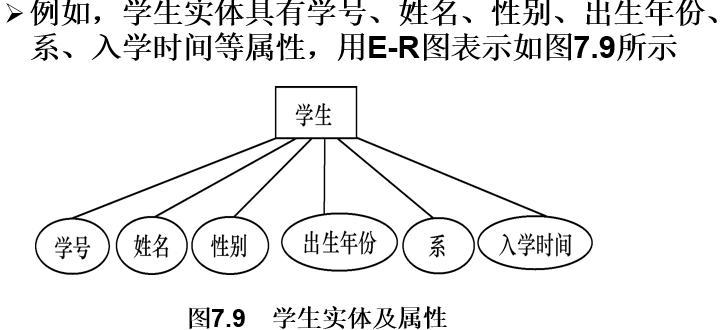 ➢例如，学生实体具有学号、姓名、性别、出生年份、
系、入学时间等属性，用E-R图表示如图7.9所示
学生
学号 姓名 性别 出生年份 系 入学时间
图7.9 学生实体及属性